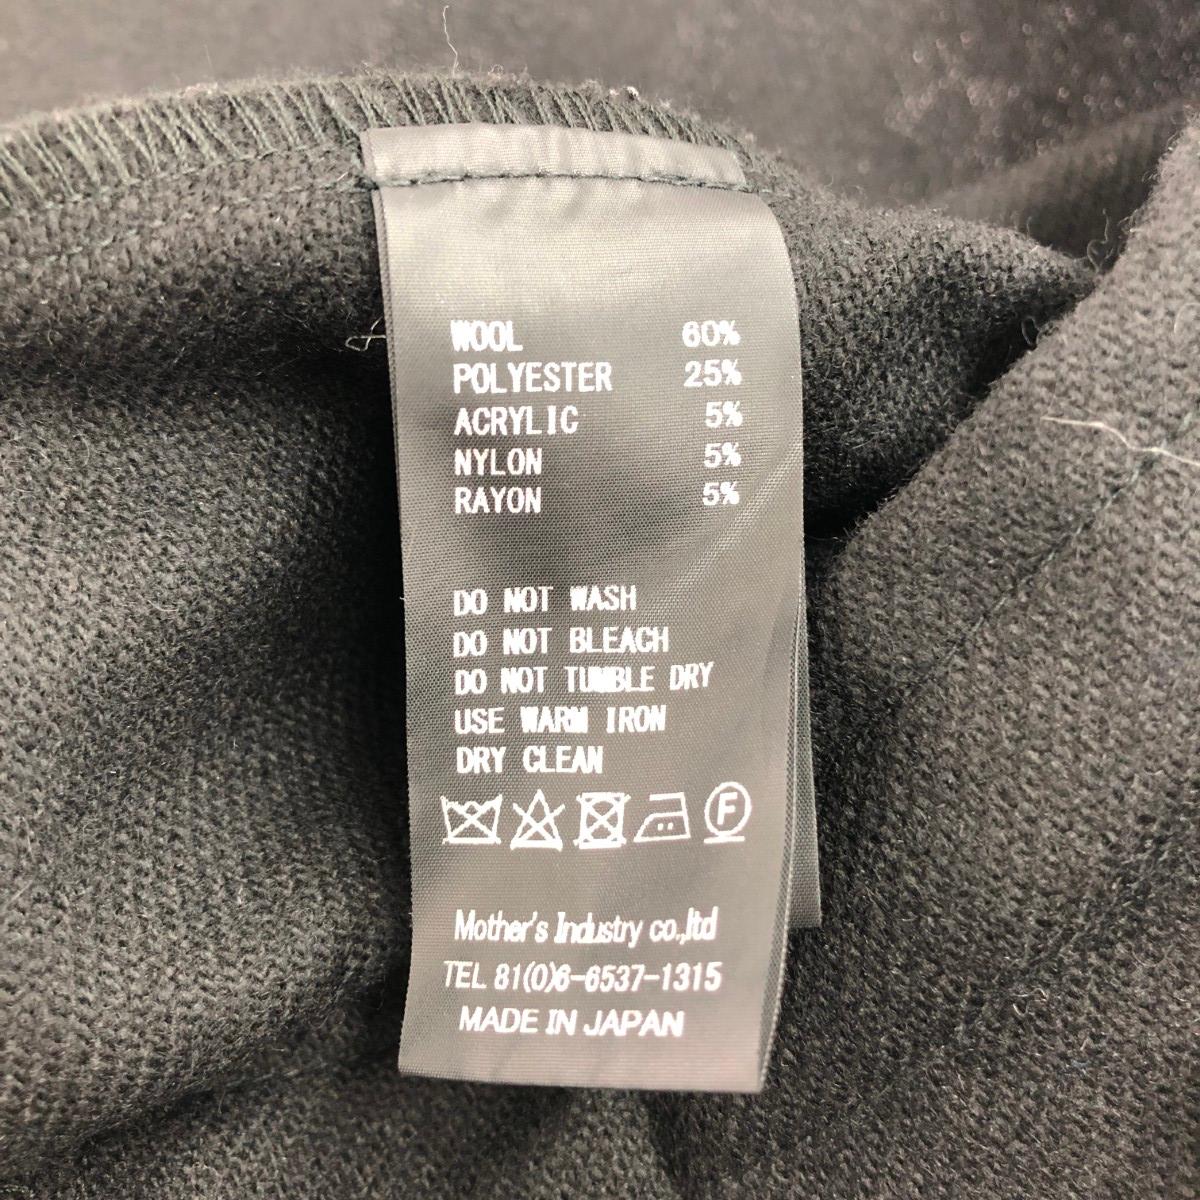 WOOL 60%
POLYESTER 25%
ACRYLIC 5%
NYLON 5%
RAYON 5%
DO NOT WASH
DO NOT BLEACH
DO NOT TUMBLE DRY
USE WARM IRON
DRY CLEAN
F
Mother's Industry co.,ltd
TEL 81(0)6-6537-1315
MADE IN JAPAN